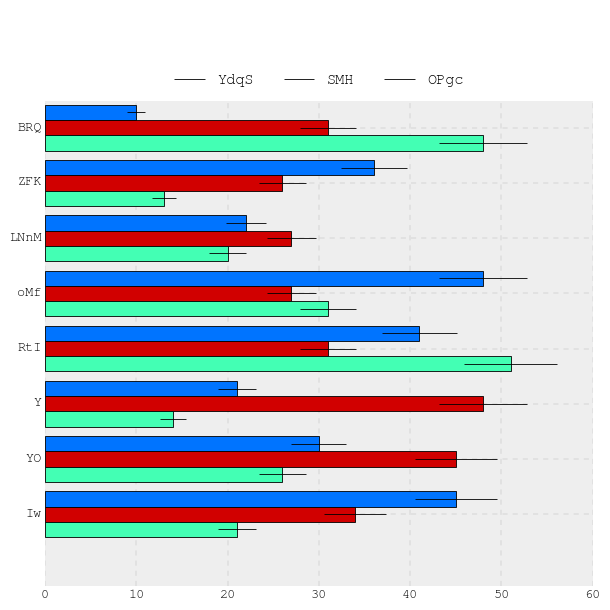 YdqS SMH OPgc
BRQ
ZFK
LNnM
oMf
RtI
Y
YO
Iw
0 10 20 30 40 50 60